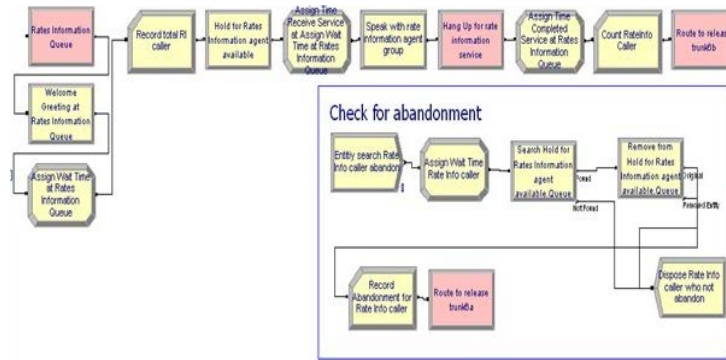 Rates Information
Queue
Welcome
Greeting at
Rates Information
Queue
Assign Wait Time
at Rates
Information
Queue
Record total RI
caller
Hold for Rates
Information agent
available
Assign Time
Receive Service
at Assign Wait
Time at Rates
Information
Queue
Speak with rate
information agent
group
Hang Up for rate
information
service
Assign Time
Completed
Service at Rates
Information
Queue
Count RateInfo
Caller
Route to release
trunk5b
Check for abandonment
Entitiy search Rate
Info caller abandon
Assign Wait Time
Rate Info caller
Search Hold for
Rates Information
agent
available.Queue
Found
Not Found
Remove from
Hold for Rates
Information agent
available.Queue
Original
Removed Entity
Record
Abandonment for
Rate Info caller
Route to release
trunk5a
Dispose Rate Info
caller who not
abandon